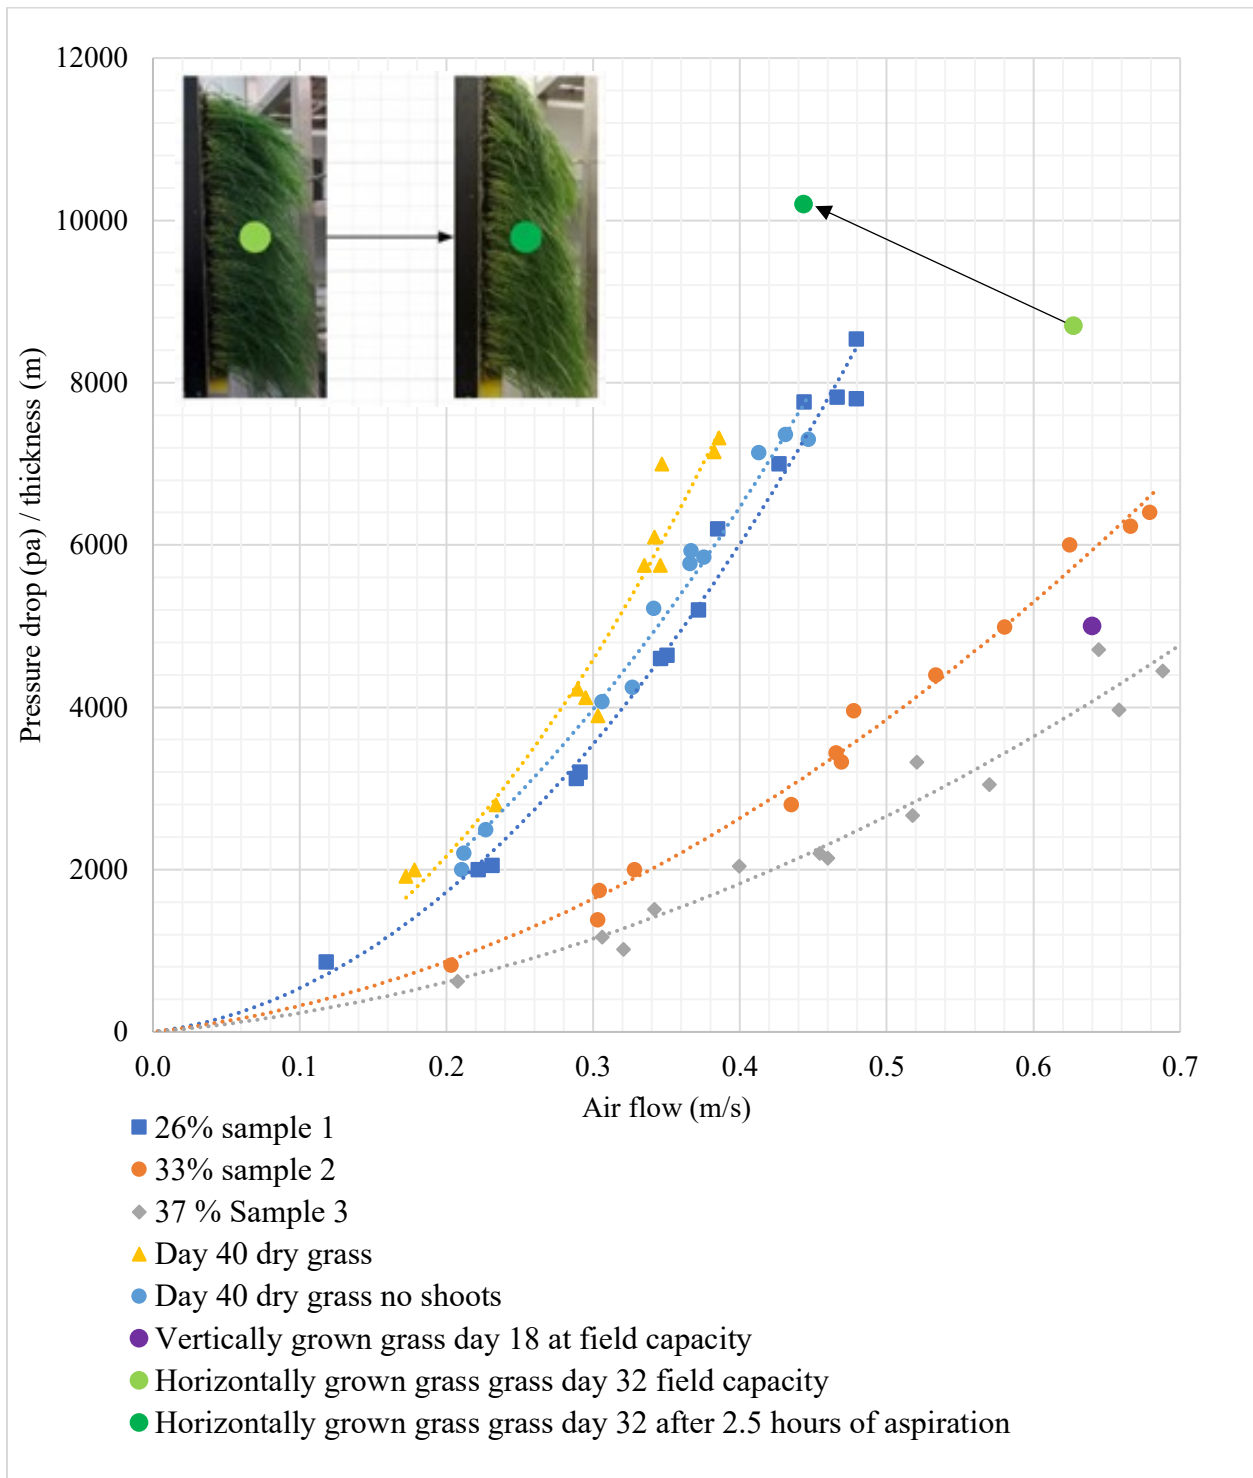 12000
10000
8000
6000
4000
2000
0
Pressure drop (pa) / thickness (m)
0.0 0.1 0.2 0.3 0.4 0.5 0.6 0.7
Air flow (m/s)
26% sample 1
33% sample 2
37 % Sample 3
Day 40 dry grass
Day 40 dry grass no shoots
Vertically grown grass day 18 at field capacity
Horizontally grown grass grass day 32 field capacity
Horizontally grown grass grass day 32 after 2.5 hours of aspiration